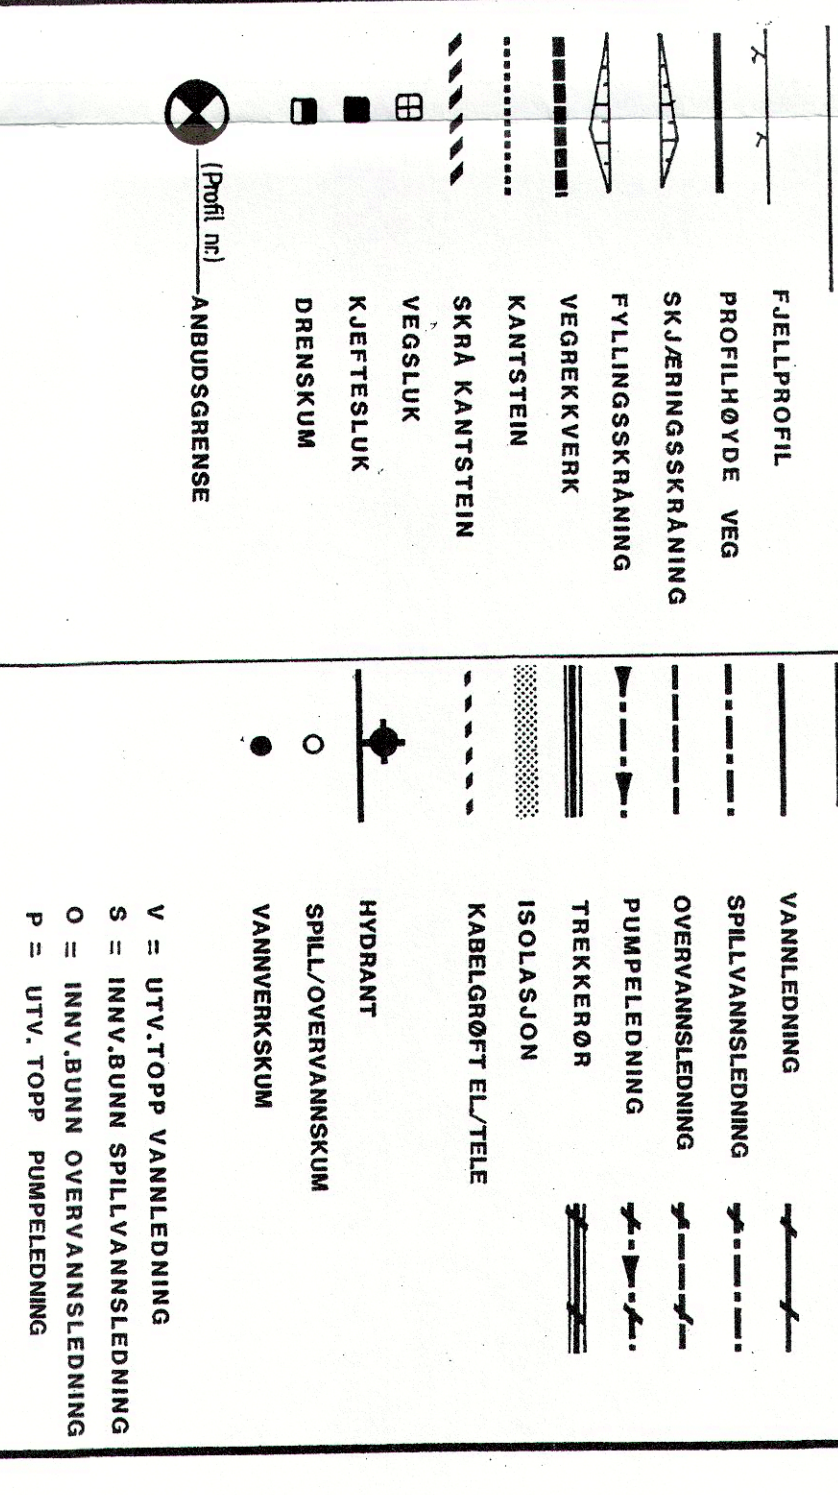 FJELLPROFIL
PROFILHØYDE VEG
SKJÆRINGSSKRÅNING
FYLLINGSSKRÅNING
VEGREKKVERK
KANTSTEIN
SKRÅ KANTSTEIN
VEGSLUK
KJEFTESLUK
DRENSKUM
(Profil nr.)
ANBUDSGRENSE
VANNLEDNING
SPILLVANNSLEDNING
OVERVANNSLEDNING
PUMPELEDNING
TREKKERØR
ISOLASJON
KABELGRØFT EL./TELE
HYDRANT
SPILL/OVERVANNSKUM
VANNVERKSKUM
V = UTV.TOPP VANNLEDNING
S = INNV.BUNN SPILLVANNSLEDNING
O = INNV.BUNN OVERVANNSLEDNING
P = UTV. TOPP PUMPELEDNING